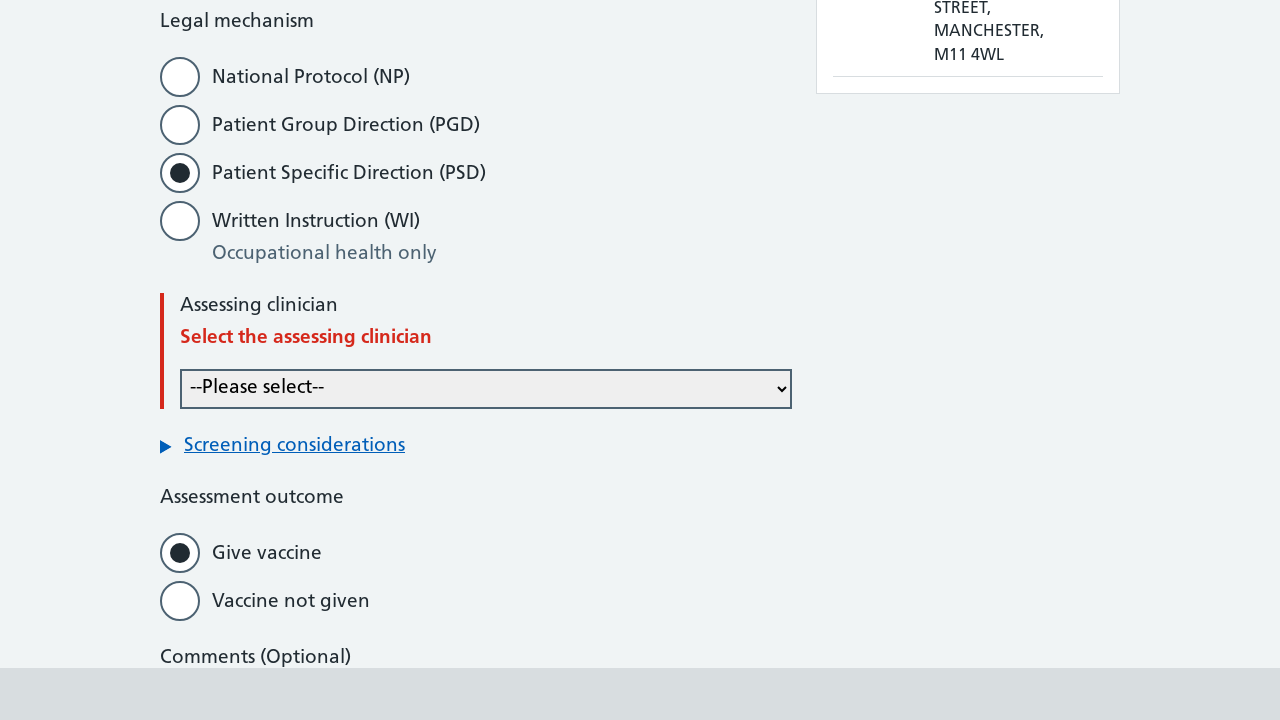 Legal mechanism
National Protocol (NP)
Patient Group Direction (PGD)
Patient Specific Direction (PSD)
Written Instruction (WI)
Occupational health only
Assessing clinician
Select the assessing clinician
--Please select--
Screening considerations
Assessment outcome
Give vaccine
Vaccine not given
Comments (Optional)
STREET,
MANCHESTER,
M11 4WL